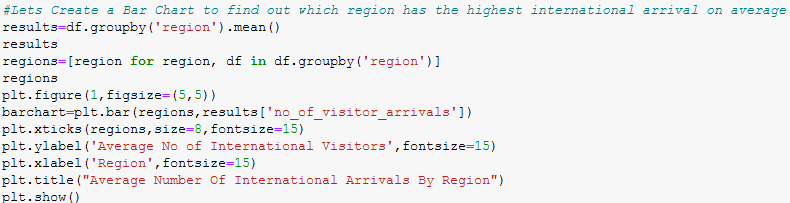 #Lets Create a Bar Chart to find out which region has the highest international arrival on average
results=df.groupby('region').mean()
results
regions=[region for region, df in df.groupby('region')]
regions
plt.figure(1,figsize=(5,5))
barchart=plt.bar(regions,results['no_of_visitor_arrivals'])
plt.xticks(regions,size=8,fontsize=15)
plt.ylabel('Average No of International Visitors',fontsize=15)
plt.xlabel('Region',fontsize=15)
plt.title("Average Number Of International Arrivals By Region")
plt.show()